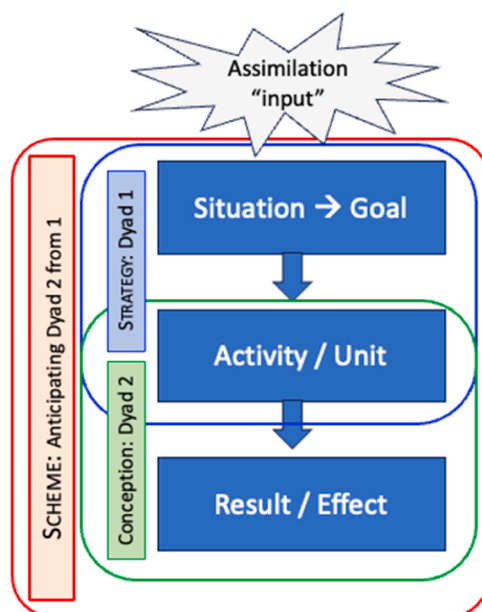 Assimilation
“input”
SCHEME: Anticipating Dyad 2 from 1
STRATEGY: Dyad 1
Situation → Goal
Activity / Unit
Conception: Dyad 2
Result / Effect